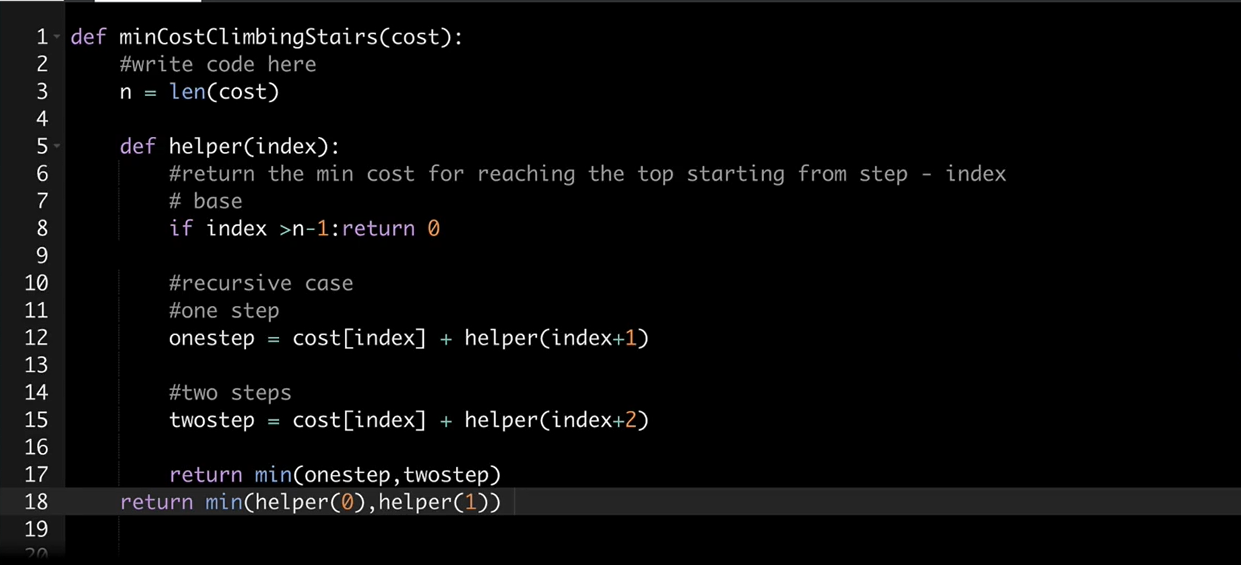 1 def minCostClimbingStairs(cost):
2     #write code here
3     n = len(cost)
4
5     def helper(index):
6         #return the min cost for reaching the top starting from step - index
7         # base
8         if index >n-1:return 0
9
10         #recursive case
11         #one step
12         onestep = cost[index] + helper(index+1)
13
14         #two steps
15         twostep = cost[index] + helper(index+2)
16
17         return min(onestep,twostep)
18     return min(helper(0),helper(1))
19
20